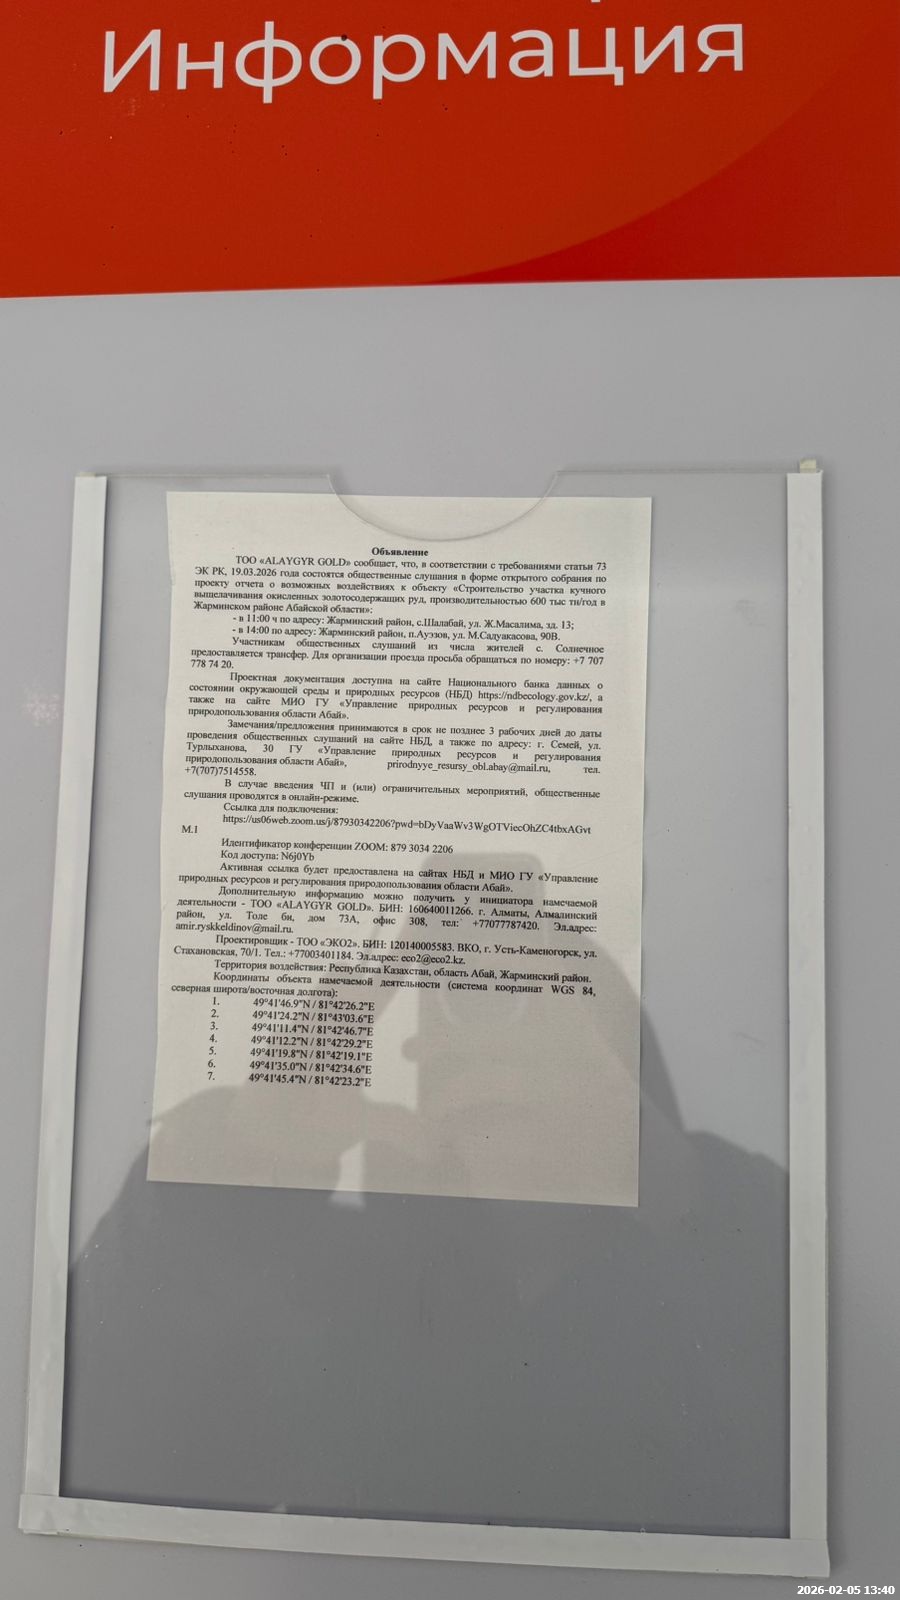 Информация
Объявление
ТОО «ALAYGYR GOLD» сообщает, что, в соответствии с требованиями статьи 73
ЭК РК, 19.03.2026 года состоятся общественные слушания в форме открытого собрания по
проекту отчета о возможных воздействиях к объекту «Строительство участка кучного
выщелачивания окисленных золотосодержащих руд, производительностью 600 тыс тн/год в
Жарминском районе Абайской области»:
- в 11:00 ч по адресу: Жарминский район, с.Шалабай, ул. Ж.Масалима, зд. 13;
- в 14:00 по адресу: Жарминский район, п.Ауэзов, ул. М.Садуакасова, 90В.
Участникам общественных слушаний из числа жителей с. Солнечное
предоставляется трансфер. Для организации проезда просьба обращаться по номеру: +7 707
778 74 20.
Проектная документация доступна на сайте Национального банка данных о
состоянии окружающей среды и природных ресурсов (НБД) https://ndbecology.gov.kz/, а
также на сайте МИО ГУ «Управление природных ресурсов и регулирования
природопользования области Абай».
Замечания/предложения принимаются в срок не позднее 3 рабочих дней до даты
проведения общественных слушаний на сайте НБД, а также по адресу: г. Семей, ул.
Турлыханова, 30 ГУ «Управление природных ресурсов и регулирования
природопользования области Абай», prirodnyye_resursy_obl.abay@mail.ru, тел.
+7(707)7514558.
В случае введения ЧП и (или) ограничительных мероприятий, общественные
слушания проводятся в онлайн-режиме.
Ссылка для подключения:
https://us06web.zoom.us/j/87930342206?pwd=bDyVaaWv3WgOTViecOhZC4tbxAGvt
M.1
Идентификатор конференции ZOOM: 879 3034 2206
Код доступа: N6j0Yb
Активная ссылка будет предоставлена на сайтах НБД и МИО ГУ «Управление
природных ресурсов и регулирования природопользования области Абай».
Дополнительную информацию можно получить у инициатора намечаемой
деятельности - ТОО «ALAYGYR GOLD». БИН: 160640011266. г. Алматы, Алмалинский
район, ул. Толе би, дом 73А, офис 308, тел: +77077787420. Эл.адрес:
amir.ryskkeldinov@mail.ru.
Проектировщик - ТОО «ЭКО2». БИН: 120140005583. ВКО, г. Усть-Каменогорск, ул.
Стахановская, 70/1. Тел.: +77003401184. Эл.адрес: eco2@eco2.kz.
Территория воздействия: Республика Казахстан, область Абай, Жарминский район.
Координаты объекта намечаемой деятельности (система координат WGS 84,
северная широта/восточная долгота):
1. 49°41'46.9"N / 81°42'26.2"E
2. 49°41'24.2"N / 81°43'03.6"E
3. 49°41'11.4"N / 81°42'46.7"E
4. 49°41'12.2"N / 81°42'29.2"E
5. 49°41'19.8"N / 81°42'19.1"E
6. 49°41'35.0"N / 81°42'34.6"E
7. 49°41'45.4"N / 81°42'23.2"E
2026-02-05 13:40